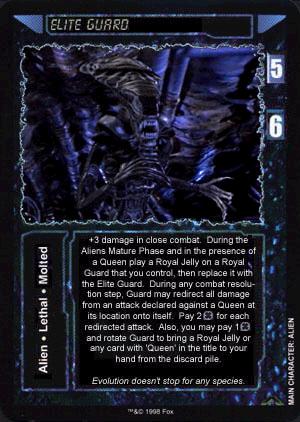 ELITE GUARD
5
6
+3 damage in close combat. During the
Aliens Mature Phase and in the presence of
a Queen play a Royal Jelly on a Royal
Guard that you control, then replace it with
the Elite Guard. During any combat resolu-
tion step, Guard may redirect all damage
from an attack declared against a Queen at
its location onto itself. Pay 2 for each
redirected attack. Also, you may pay 1
and rotate Guard to bring a Royal Jelly or
any card with 'Queen' in the title to your
hand from the discard pile.
Evolution doesn't stop for any species.
Alien • Lethal • Molted
MAIN CHARACTER: ALIEN
™&© 1998 Fox